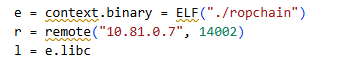 e = context.binary = ELF("./ropchain")
r = remote("10.81.0.7", 14002)
l = e.libc